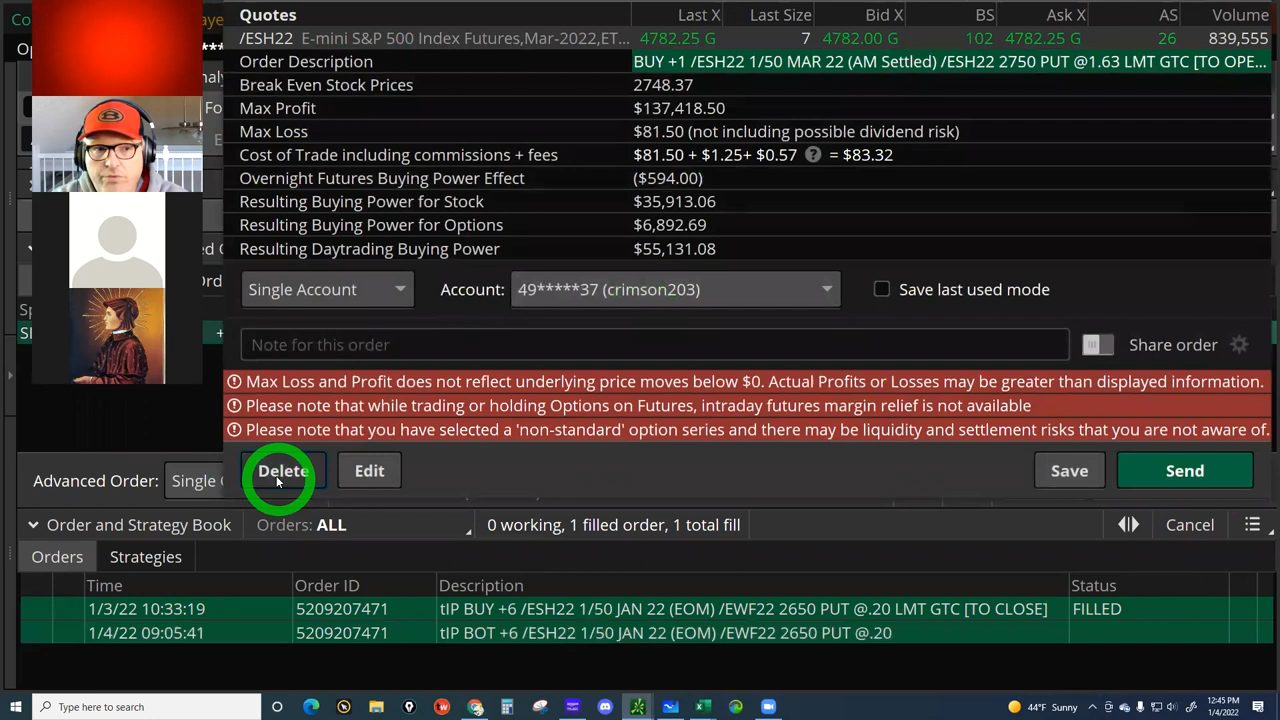 Quotes Last X Last Size Bid X BS Ask X AS Volume
/ESH22 E-mini S&P 500 Index Futures,Mar-2022,ET... 4782.25 G 7 4782.00 G 102 4782.25 G 26 839,555
Order Description BUY +1 /ESH22 1/50 MAR 22 (AM Settled) /ESH22 2750 PUT @1.63 LMT GTC [TO OPE...
Break Even Stock Prices 2748.37
Max Profit $137,418.50
Max Loss $81.50 (not including possible dividend risk)
Cost of Trade including commissions + fees $81.50 + $1.25+ $0.57 ? = $83.32
Overnight Futures Buying Power Effect ($594.00)
Resulting Buying Power for Stock $35,913.06
Resulting Buying Power for Options $6,892.69
Resulting Daytrading Buying Power $55,131.08
Single Account Account: 49*****37 (crimson203) Save last used mode
Note for this order Share order
Max Loss and Profit does not reflect underlying price moves below $0. Actual Profits or Losses may be greater than displayed information.
Please note that while trading or holding Options on Futures, intraday futures margin relief is not available
Please note that you have selected a 'non-standard' option series and there may be liquidity and settlement risks that you are not aware of.
Delete Edit Save Send
Advanced Order: Single
Order and Strategy Book Orders: ALL 0 working, 1 filled order, 1 total fill Cancel
Orders Strategies
Time Order ID Description Status
1/3/22 10:33:19 5209207471 tIP BUY +6 /ESH22 1/50 JAN 22 (EOM) /EWF22 2650 PUT @.20 LMT GTC [TO CLOSE] FILLED
1/4/22 09:05:41 5209207471 tIP BOT +6 /ESH22 1/50 JAN 22 (EOM) /EWF22 2650 PUT @.20
Type here to search 44°F Sunny 12:45 PM
1/4/2022